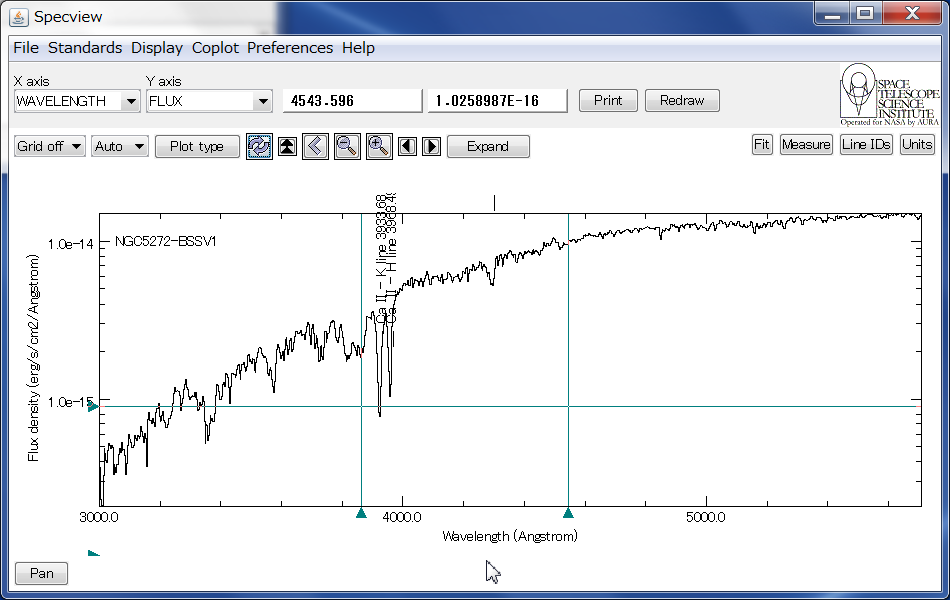 Specview
File Standards Display Coplot Preferences Help
X axis
Y axis
WAVELENGTH
FLUX
4543.596
1.0258987E-16
Print
Redraw
SPACE
TELESCOPE
SCIENCE
INSTITUTE
Operated for NASA by AURA
Grid off
Auto
Plot type
Expand
Fit
Measure
Line IDs
Units
Ca II - K line 3933.68
Ca II - H line 3968.49
NGC5272-BSSV1
1.0e-14
1.0e-15
Flux density (erg/s/cm2/Angstrom)
3000.0
4000.0
5000.0
Wavelength (Angstrom)
Pan